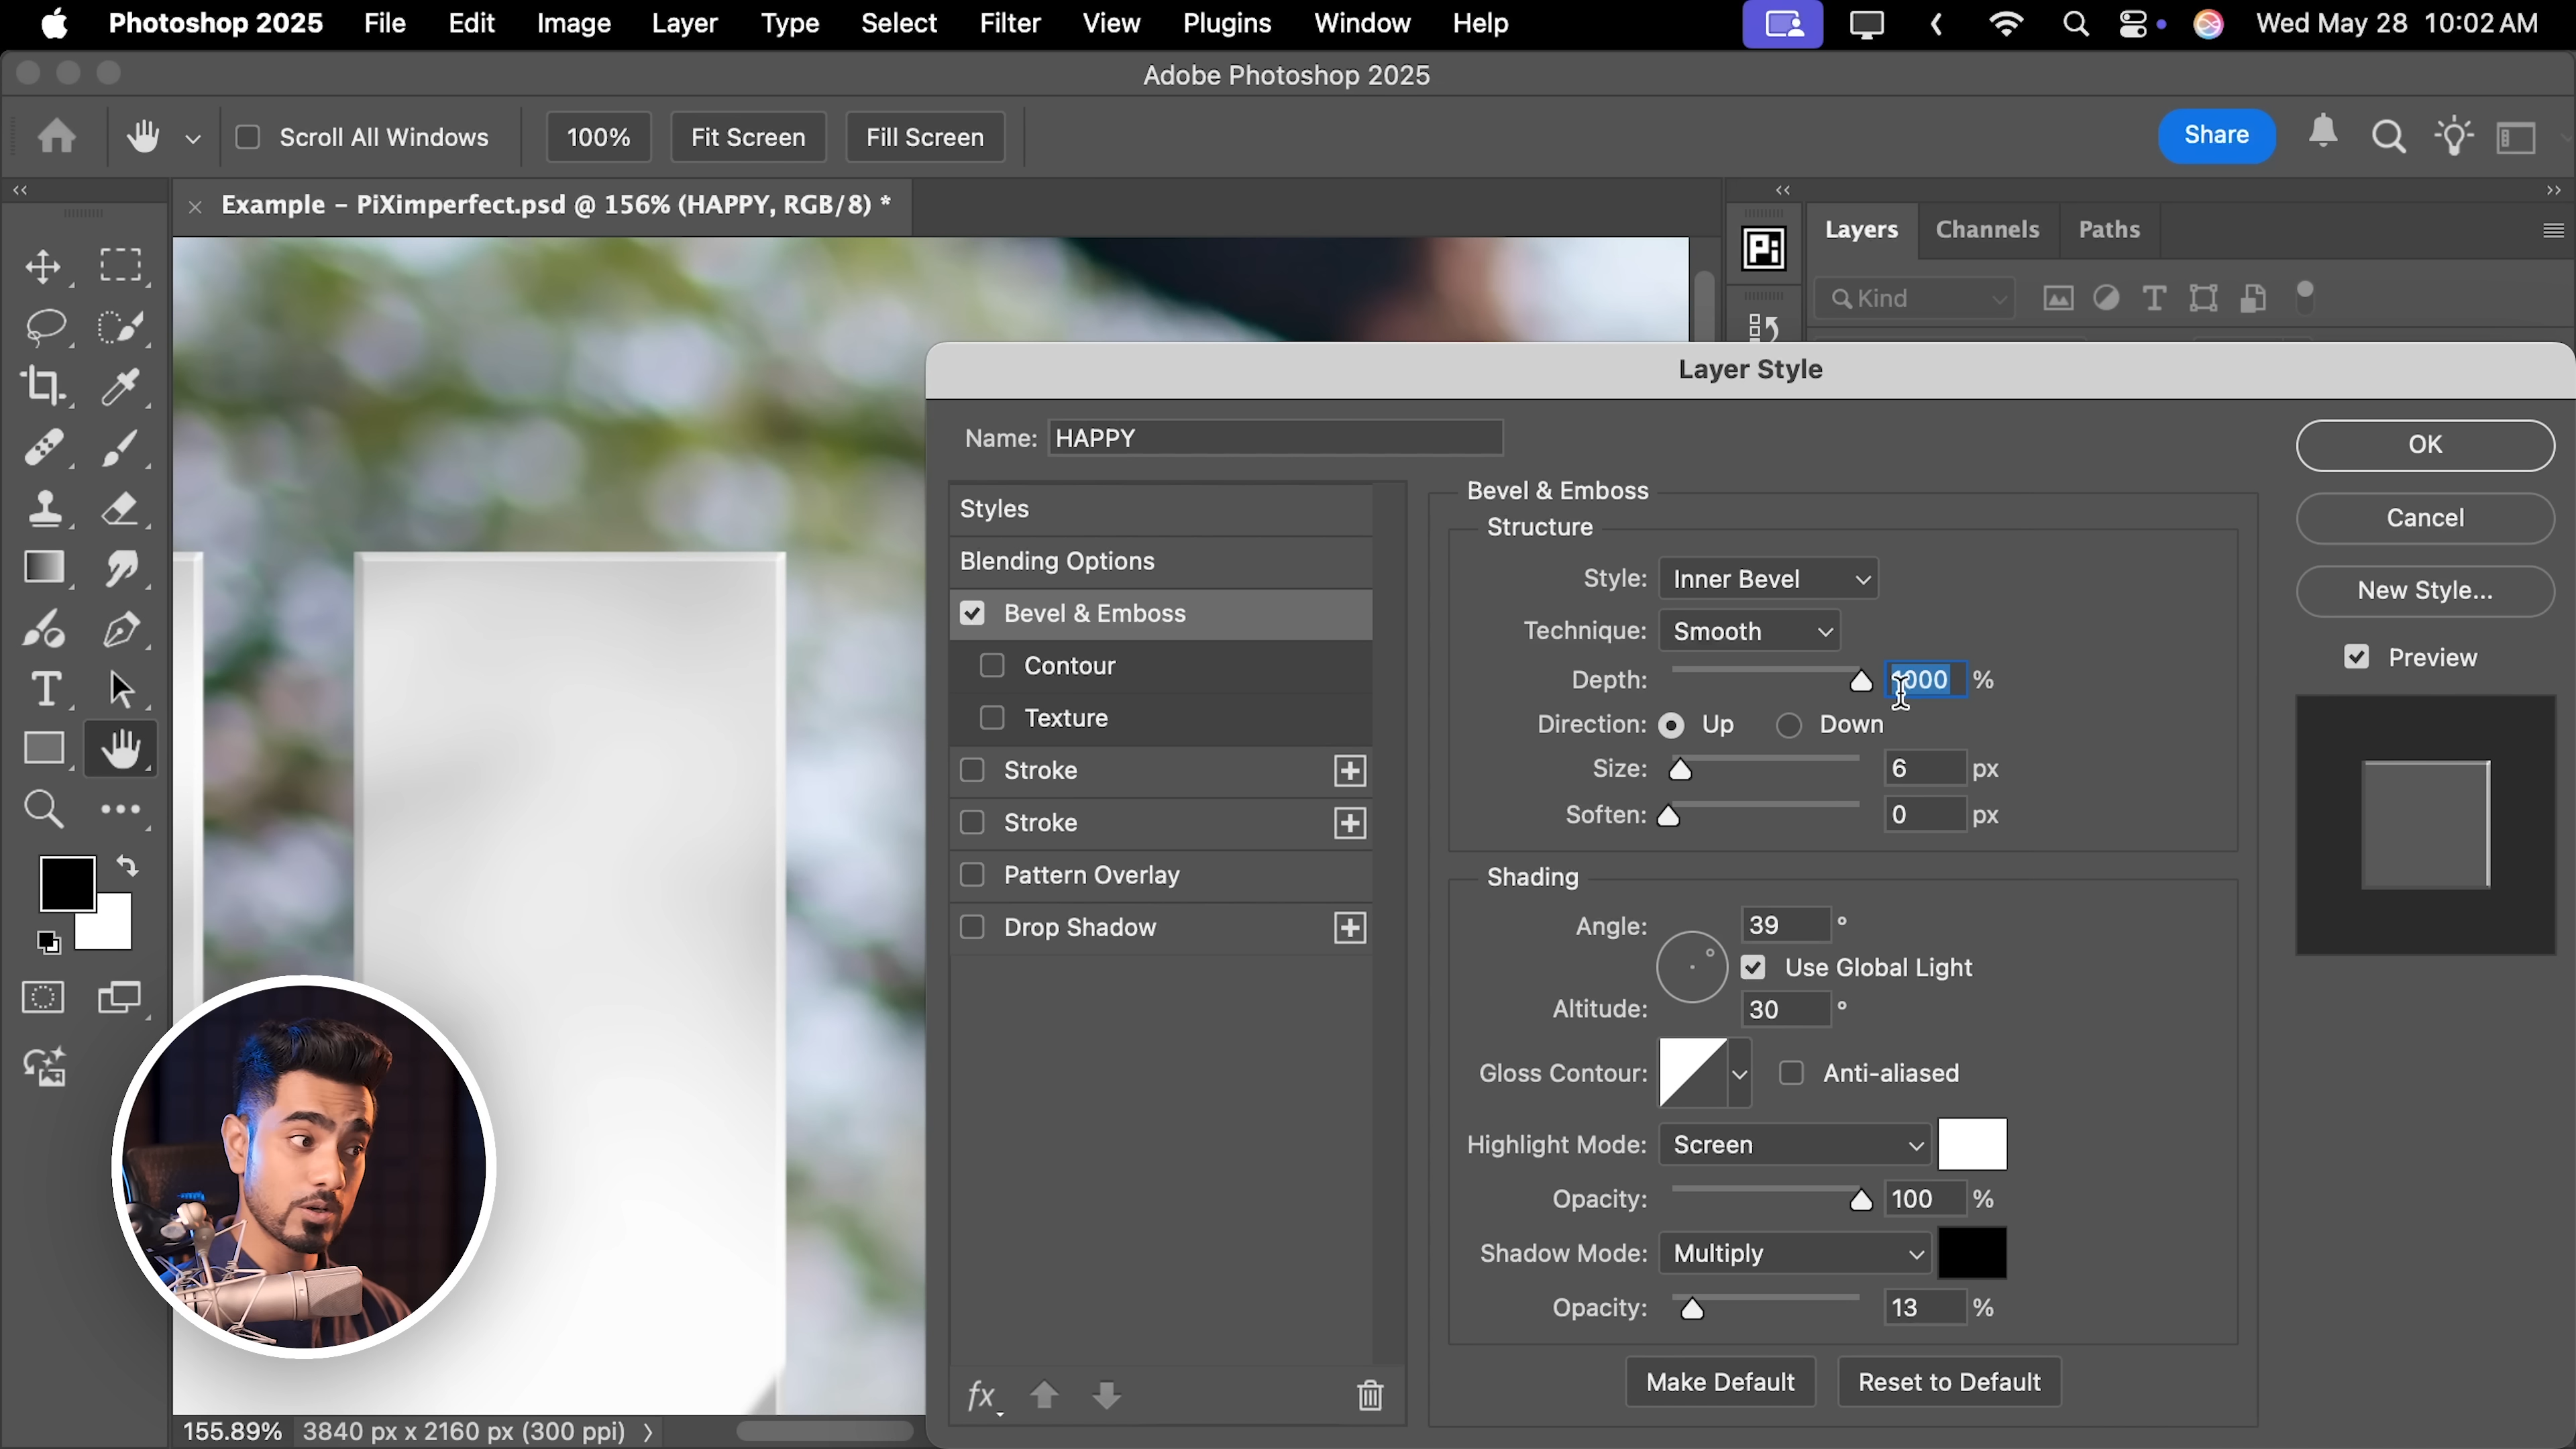 Photoshop 2025 File Edit Image Layer Type Select Filter View Plugins Window Help Wed May 28 10:02 AM
Adobe Photoshop 2025
Scroll All Windows 100% Fit Screen Fill Screen Share
× Example - PiXimperfect.psd @ 156% (HAPPY, RGB/8) *
Pi
Layers Channels Paths
Kind
Layer Style
Name: HAPPY
OK
Cancel
New Style...
Preview
Styles
Blending Options
Bevel & Emboss
Contour
Texture
Stroke
Stroke
Pattern Overlay
Drop Shadow
fx
Bevel & Emboss
Structure
Style: Inner Bevel
Technique: Smooth
Depth: 1000 %
Direction: Up Down
Size: 6 px
Soften: 0 px
Shading
Angle: 39 °
Use Global Light
Altitude: 30 °
Gloss Contour: Anti-aliased
Highlight Mode: Screen
Opacity: 100 %
Shadow Mode: Multiply
Opacity: 13 %
Make Default Reset to Default
155.89% 3840 px x 2160 px (300 ppi)